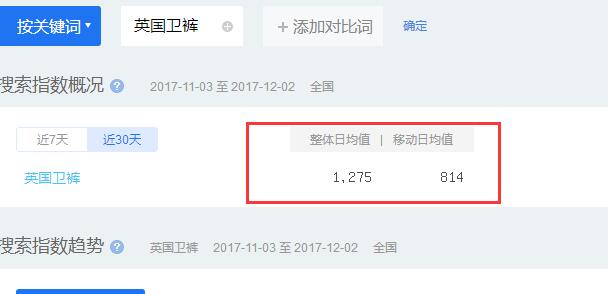 按关键词 英国卫裤 + 添加对比词 确定
搜索指数概况 ? 2017-11-03 至 2017-12-02 全国
近7天 近30天 整体日均值 | 移动日均值
英国卫裤 1,275 814
搜索指数趋势 ? 英国卫裤 2017-11-03 至 2017-12-02 全国